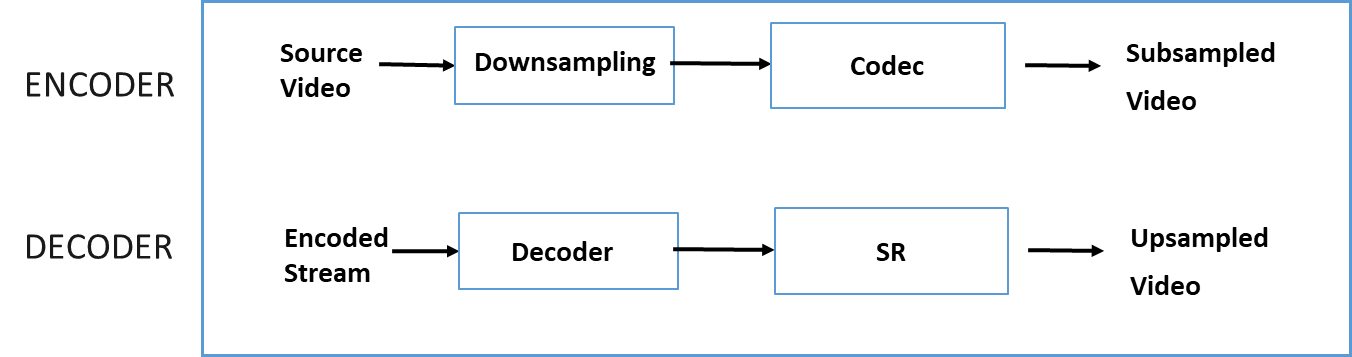 ENCODER
Source
Video
Downsampling
Codec
Subsampled
Video
DECODER
Encoded
Stream
Decoder
SR
Upsampled
Video